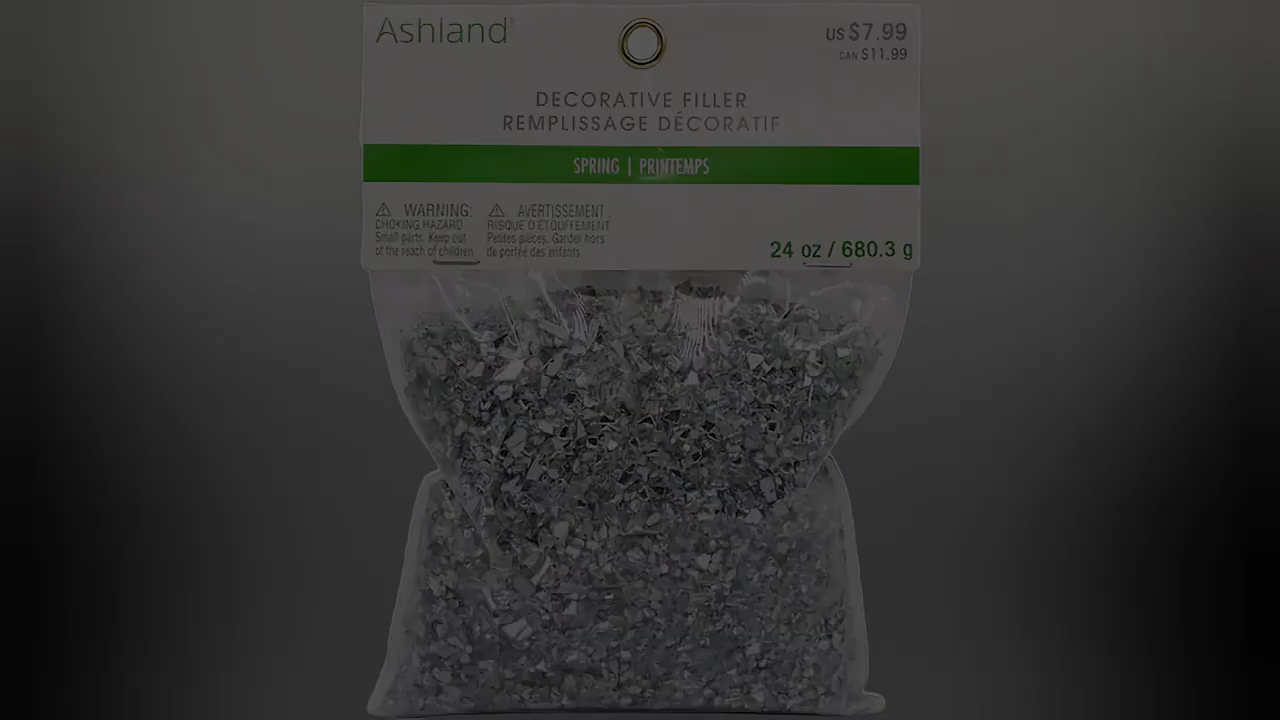 Ashland
US $7.99
CAN $11.99
DECORATIVE FILLER
REMPLISSAGE DÉCORATIF
SPRING | PRINTEMPS
⚠ WARNING:
CHOKING HAZARD
Small parts. Keep out
of the reach of children
⚠ AVERTISSEMENT :
RISQUE D'ÉTOUFFEMENT
Petites pièces. Garder hors
de portée des enfants
24 oz / 680.3 g